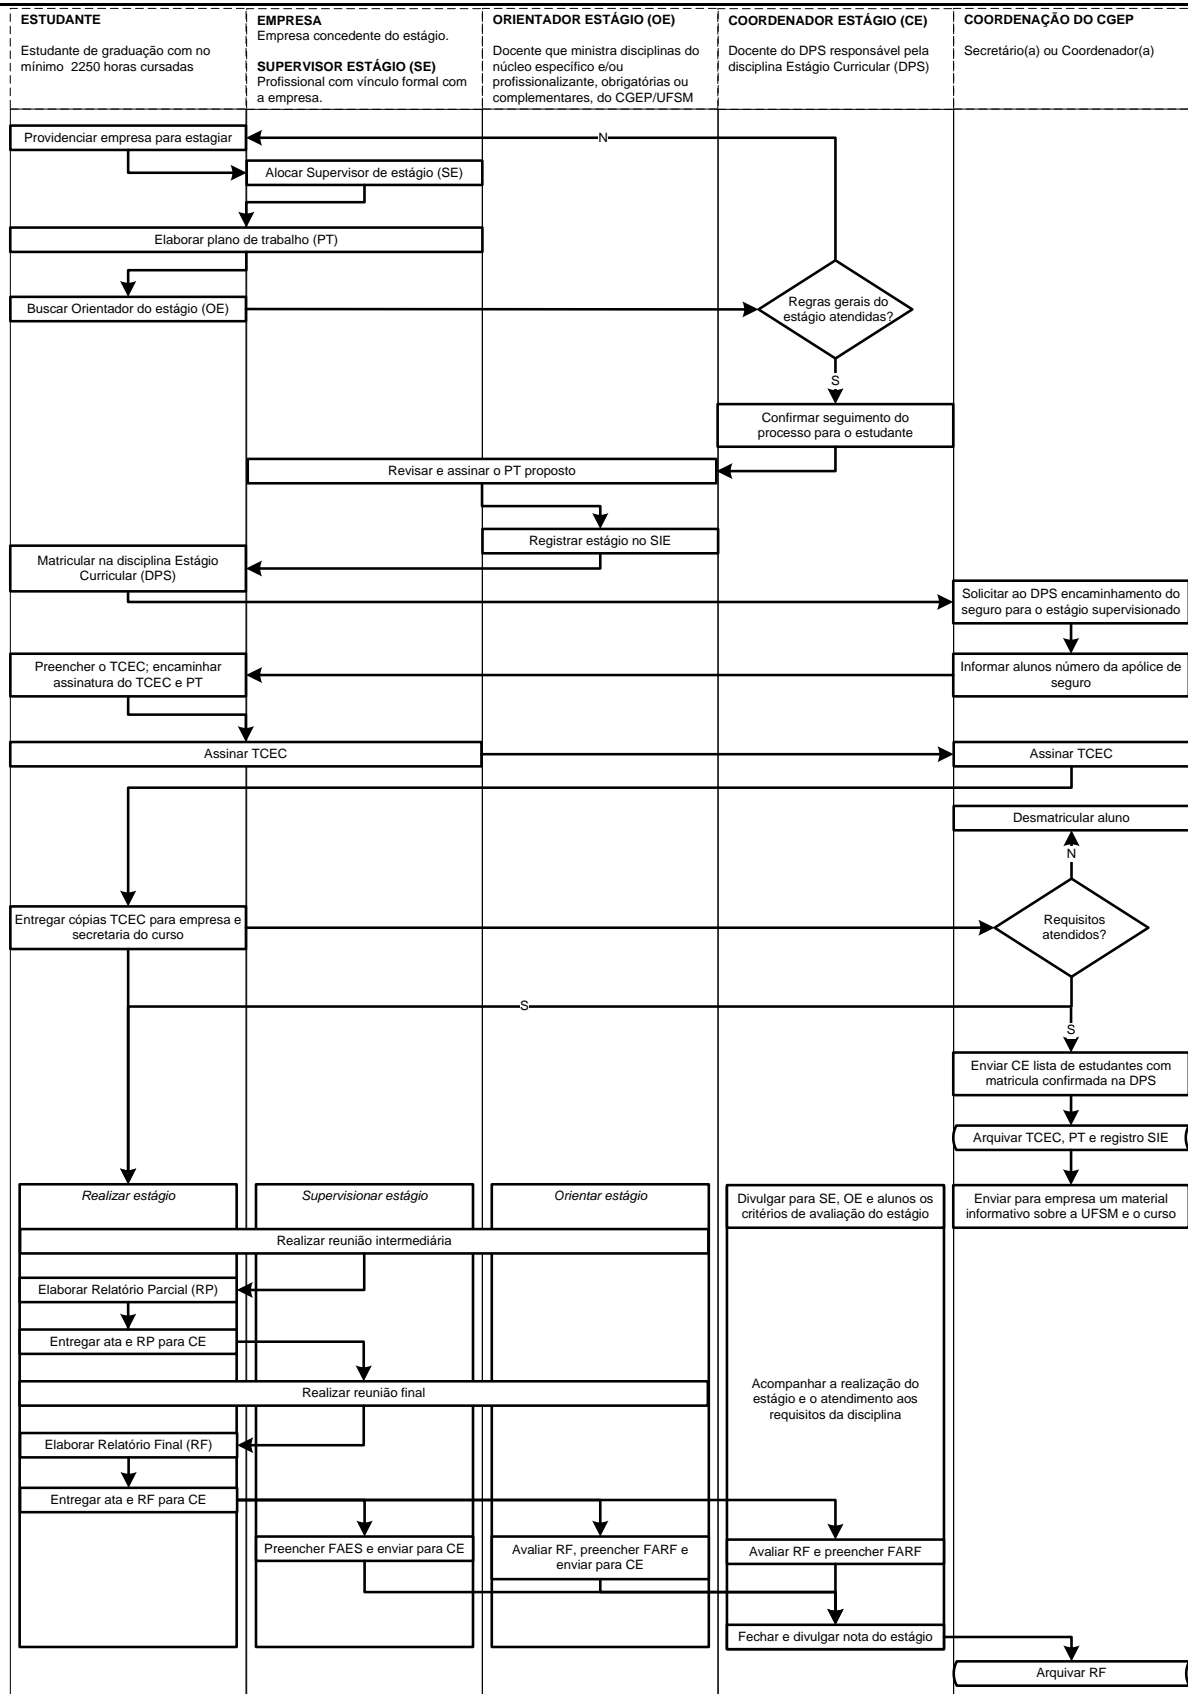 ESTUDANTE
Estudante de graduação com no
mínimo 2250 horas cursadas
EMPRESA
Empresa concedente do estágio.
SUPERVISOR ESTÁGIO (SE)
Profissional com vínculo formal com
a empresa.
ORIENTADOR ESTÁGIO (OE)
Docente que ministra disciplinas do
núcleo específico e/ou
profissionalizante, obrigatórias ou
complementares, do CGEP/UFSM
COORDENADOR ESTÁGIO (CE)
Docente do DPS responsável pela
disciplina Estágio Curricular (DPS)
COORDENAÇÃO DO CGEP
Secretário(a) ou Coordenador(a)
Providenciar empresa para estagiar
N
Alocar Supervisor de estágio (SE)
Elaborar plano de trabalho (PT)
Buscar Orientador do estágio (OE)
Regras gerais do
estágio atendidas?
S
Confirmar seguimento do
processo para o estudante
Revisar e assinar o PT proposto
Registrar estágio no SIE
Matricular na disciplina Estágio
Curricular (DPS)
Solicitar ao DPS encaminhamento do
seguro para o estágio supervisionado
Preencher o TCEC; encaminhar
assinatura do TCEC e PT
Informar alunos número da apólice de
seguro
Assinar TCEC
Assinar TCEC
Desmatricular aluno
N
Entregar cópias TCEC para empresa e
secretaria do curso
Requisitos
atendidos?
S
S
Enviar CE lista de estudantes com
matricula confirmada na DPS
Arquivar TCEC, PT e registro SIE
Realizar estágio
Supervisionar estágio
Orientar estágio
Divulgar para SE, OE e alunos os
critérios de avaliação do estágio
Enviar para empresa um material
informativo sobre a UFSM e o curso
Realizar reunião intermediária
Elaborar Relatório Parcial (RP)
Entregar ata e RP para CE
Realizar reunião final
Acompanhar a realização do
estágio e o atendimento aos
requisitos da disciplina
Elaborar Relatório Final (RF)
Entregar ata e RF para CE
Preencher FAES e enviar para CE
Avaliar RF, preencher FARF e
enviar para CE
Avaliar RF e preencher FARF
Fechar e divulgar nota do estágio
Arquivar RF